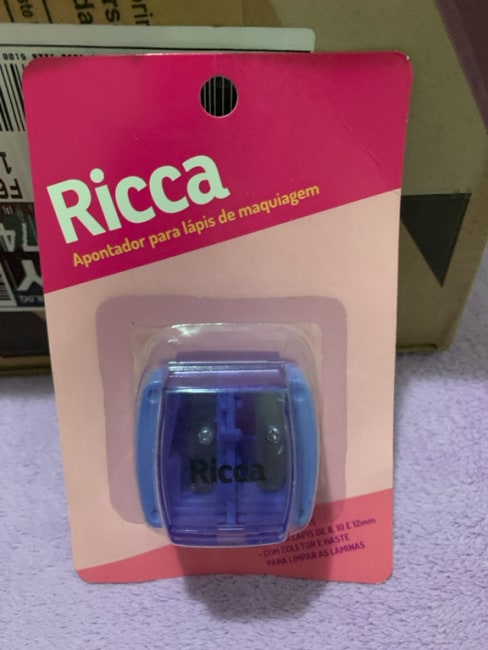 Ricca
Apontador para lápis de maquiagem
Ricca
LÁPIS DE 8, 10 E 12mm
• COM COLETOR E HASTE
PARA LIMPAR AS LÂMINAS